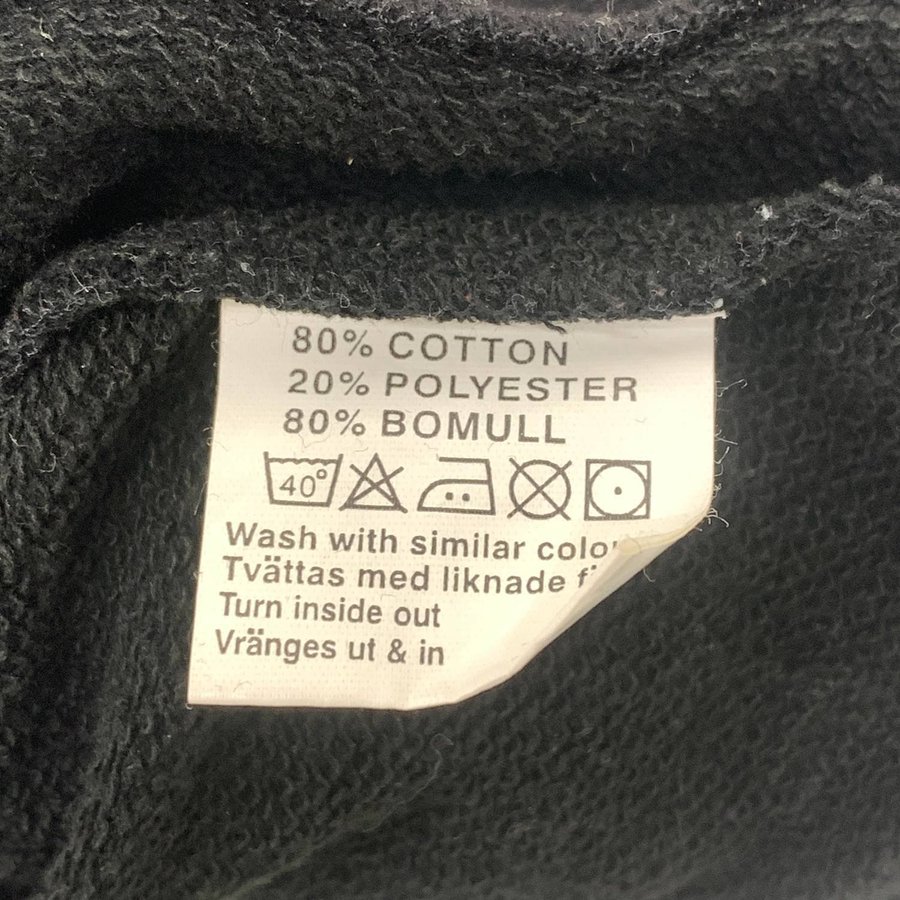 80% COTTON
20% POLYESTER
80% BOMULL
40°
Wash with similar
Tvättas med liknade
Turn inside out
Vränges ut & in